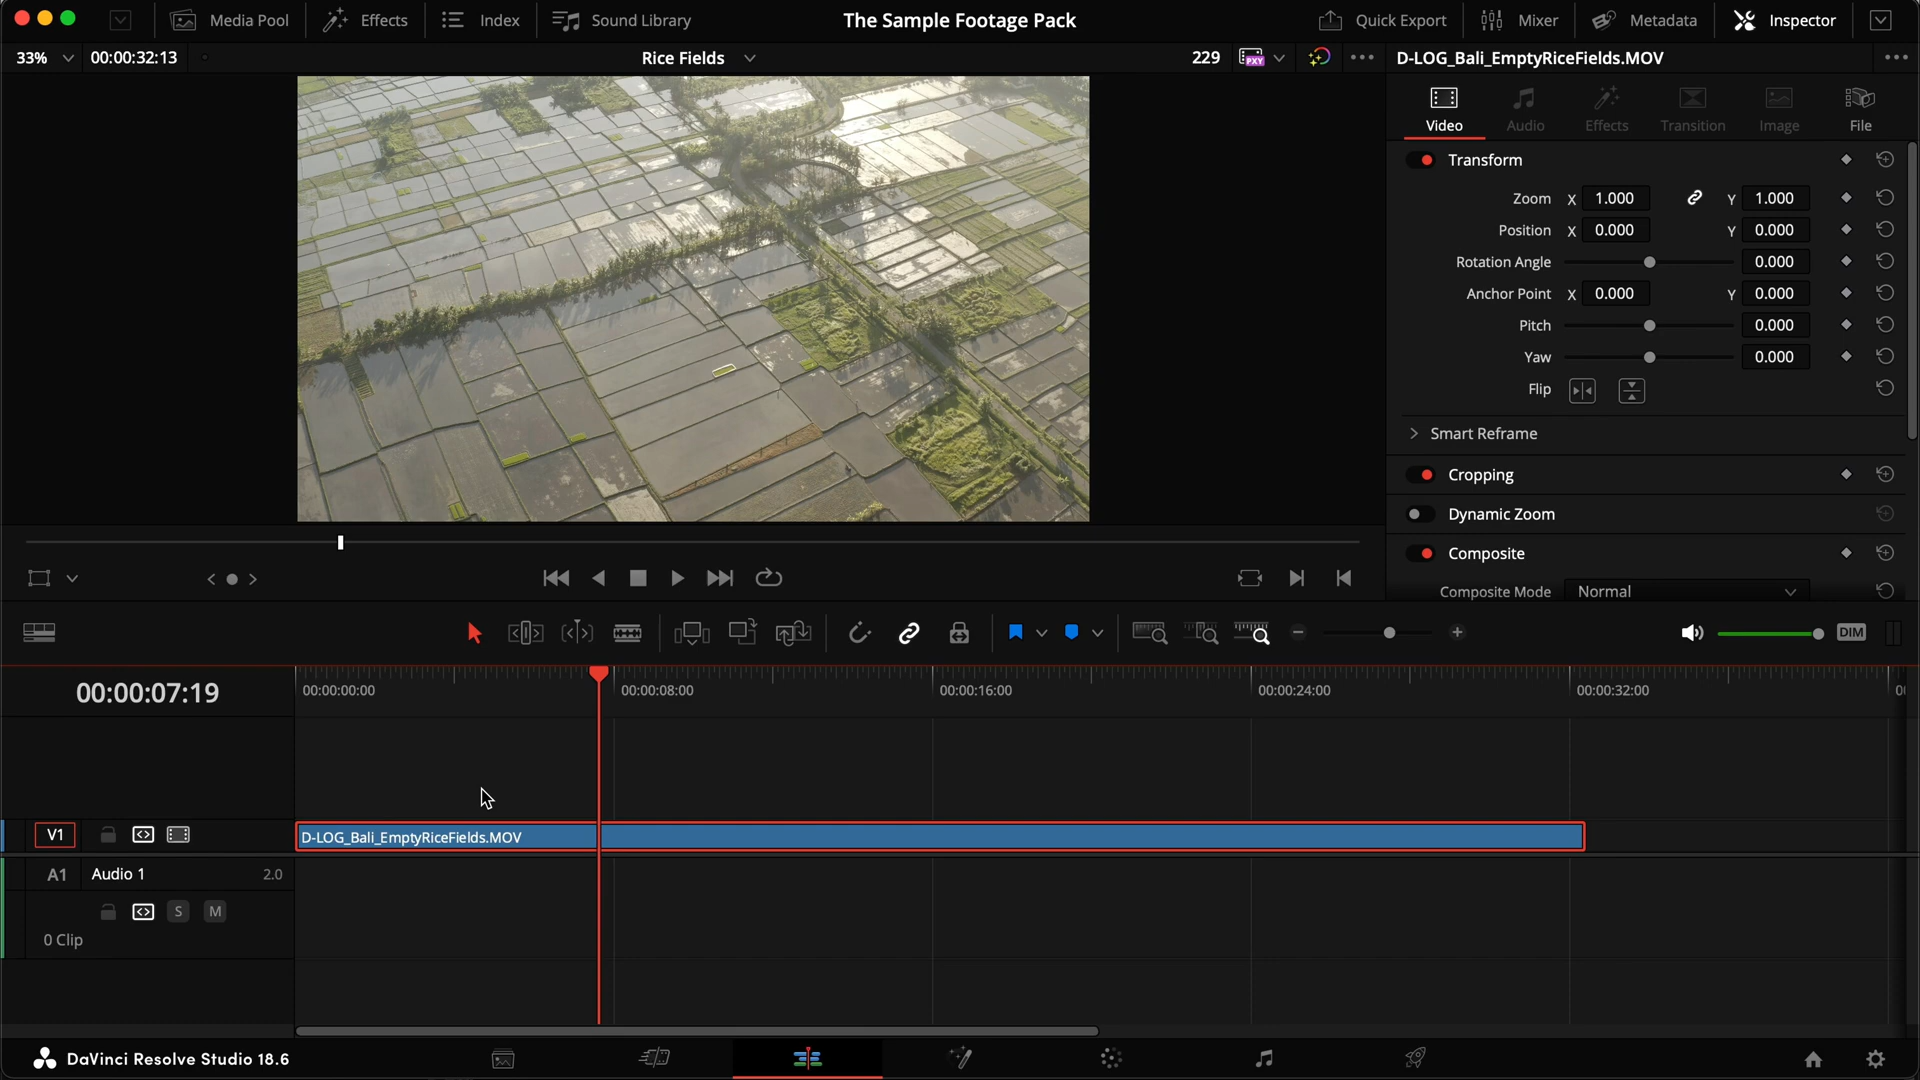 Media Pool
Effects
Index
Sound Library
The Sample Footage Pack
Quick Export
Mixer
Metadata
Inspector
33%
00:00:32:13
Rice Fields
229
PXY
D-LOG_Bali_EmptyRiceFields.MOV
Video
Audio
Effects
Transition
Image
File
Transform
Zoom X 1.000 Y 1.000
Position X 0.000 Y 0.000
Rotation Angle 0.000
Anchor Point X 0.000 Y 0.000
Pitch 0.000
Yaw 0.000
Flip
Smart Reframe
Cropping
Dynamic Zoom
Composite
Composite Mode Normal
DIM
00:00:07:19
00:00:00:00
00:00:08:00
00:00:16:00
00:00:24:00
00:00:32:00
V1
D-LOG_Bali_EmptyRiceFields.MOV
A1 Audio 1 2.0
S M
0 Clip
DaVinci Resolve Studio 18.6